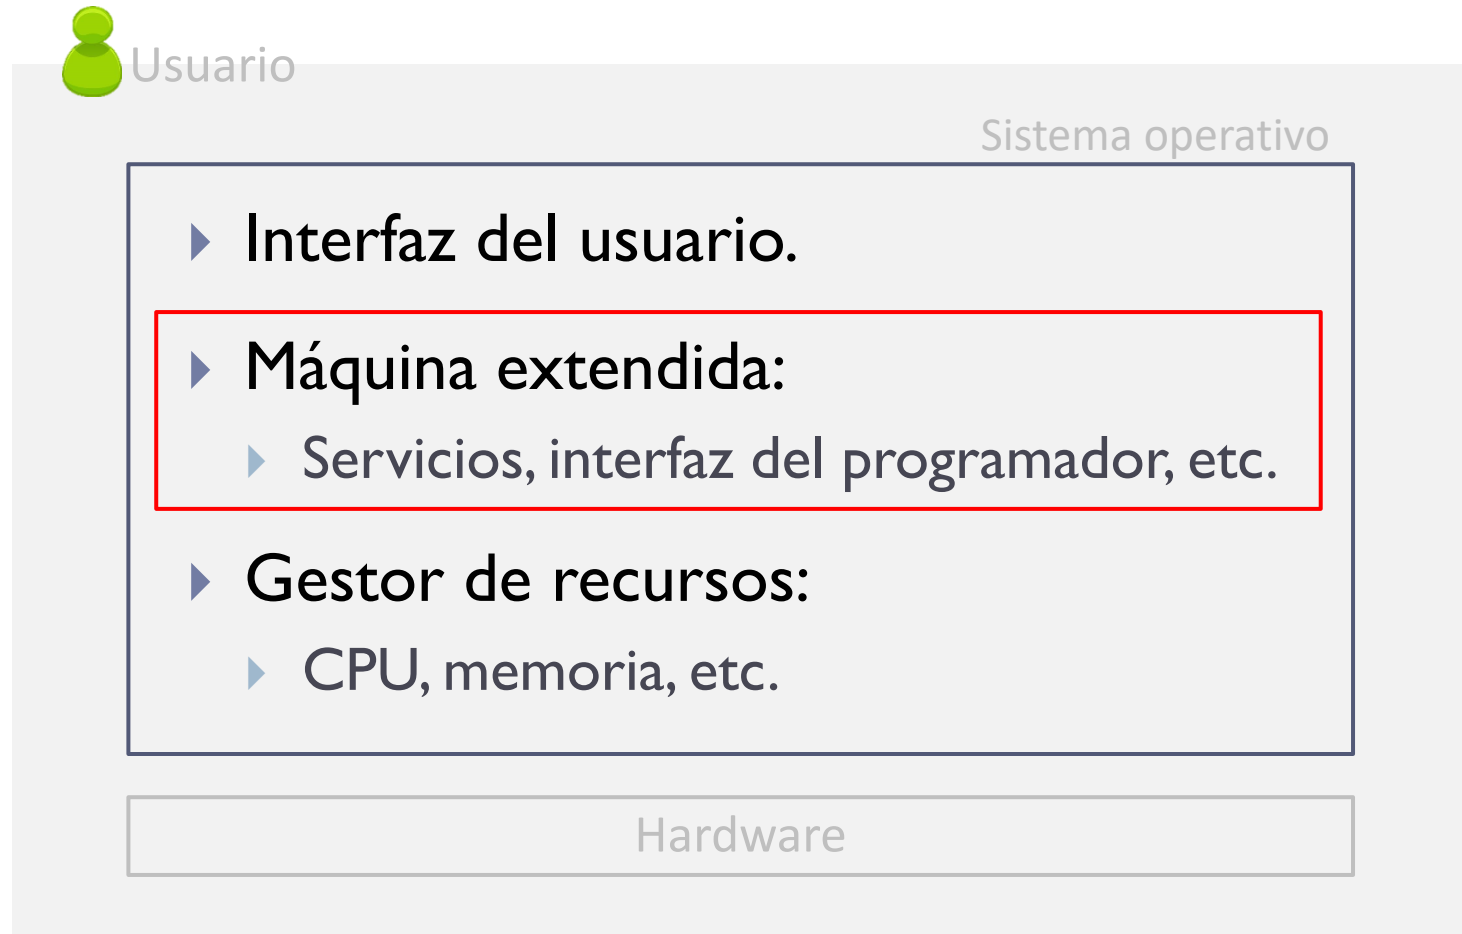 Usuario
Sistema operativo
Interfaz del usuario.
Máquina extendida:
Servicios, interfaz del programador, etc.
Gestor de recursos:
CPU, memoria, etc.
Hardware